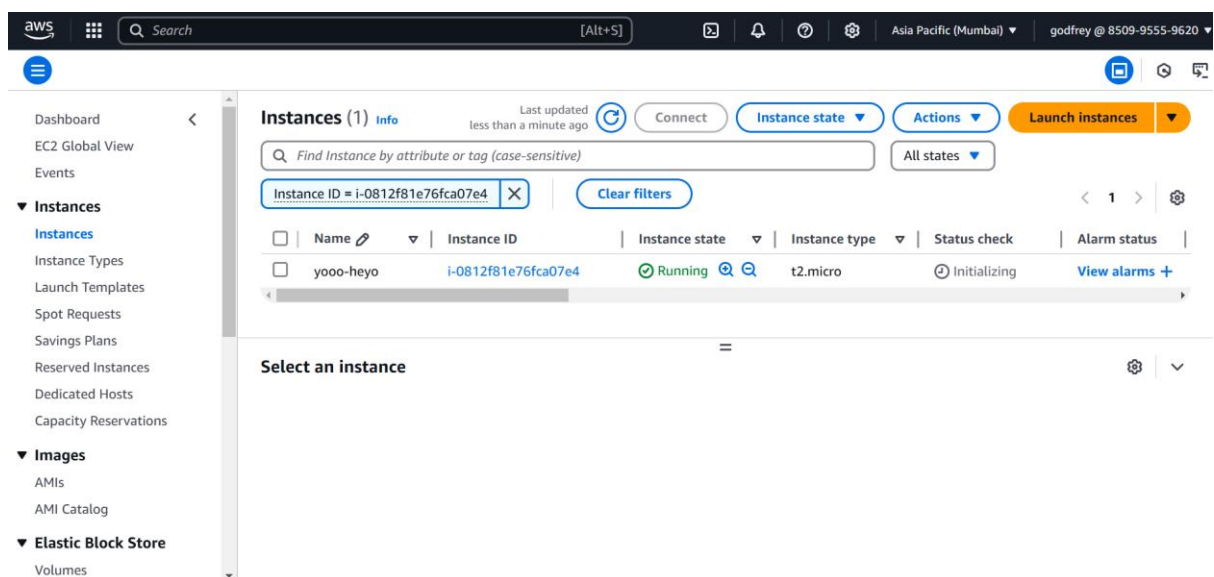 aws Search [Alt+S] Asia Pacific (Mumbai) ▼ godfrey @ 8509-9555-9620 ▼
Dashboard
EC2 Global View
Events
▼ Instances
Instances
Instance Types
Launch Templates
Spot Requests
Savings Plans
Reserved Instances
Dedicated Hosts
Capacity Reservations
▼ Images
AMIs
AMI Catalog
▼ Elastic Block Store
Volumes
Instances (1) Info
Last updated
less than a minute ago
Connect Instance state ▼ Actions ▼ Launch instances ▼
Find Instance by attribute or tag (case-sensitive) All states ▼
Instance ID = i-0812f81e76fca07e4 Clear filters
< 1 >
Name Instance ID Instance state Instance type Status check Alarm status
yooo-heyo i-0812f81e76fca07e4 Running t2.micro Initializing View alarms +
Select an instance